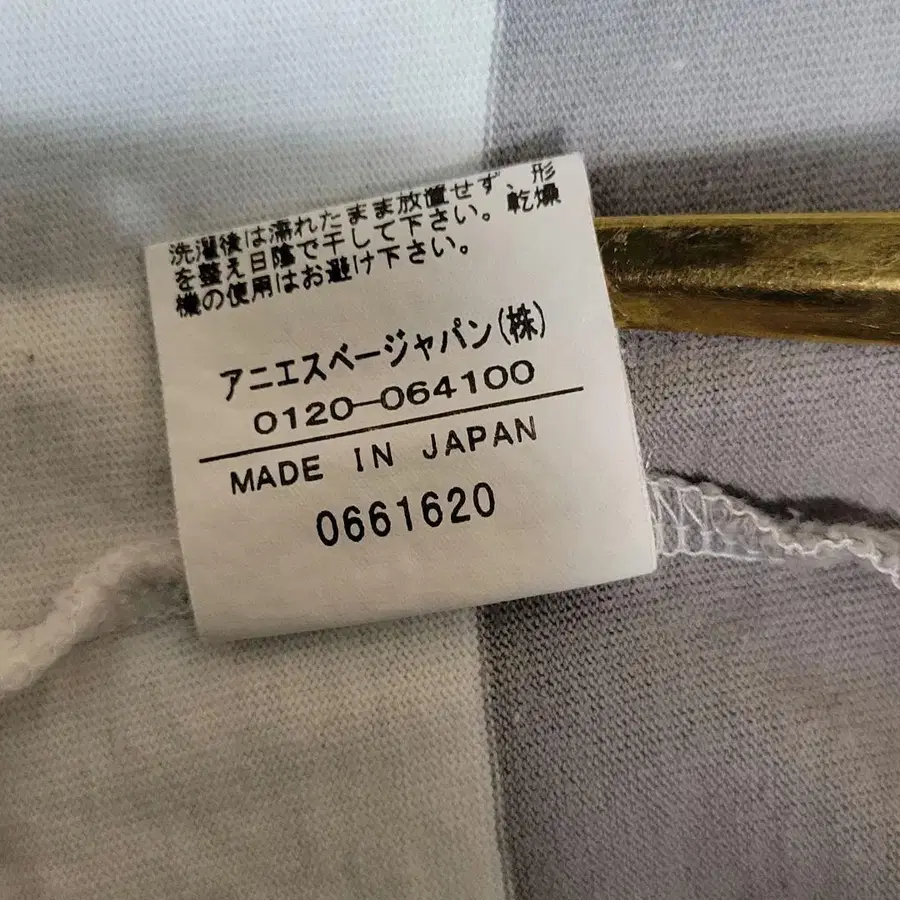 洗濯後は濡れたまま放置せず、形
を整え日陰で干して下さい。乾燥
機の使用はお避け下さい。
アニエスベージャパン(株)
0120-064100
MADE IN JAPAN
0661620